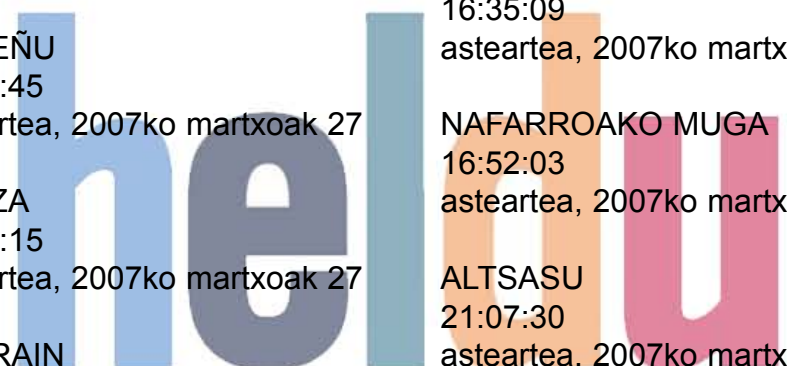 EÑU
:45
rtea, 2007ko martxoak 27
ZA
:15
rtea, 2007ko martxoak 27
RAIN
16:35:09
asteartea, 2007ko martx
NAFARROAKO MUGA
16:52:03
asteartea, 2007ko martx
ALTSASU
21:07:30
asteartea, 2007ko martx
heldu